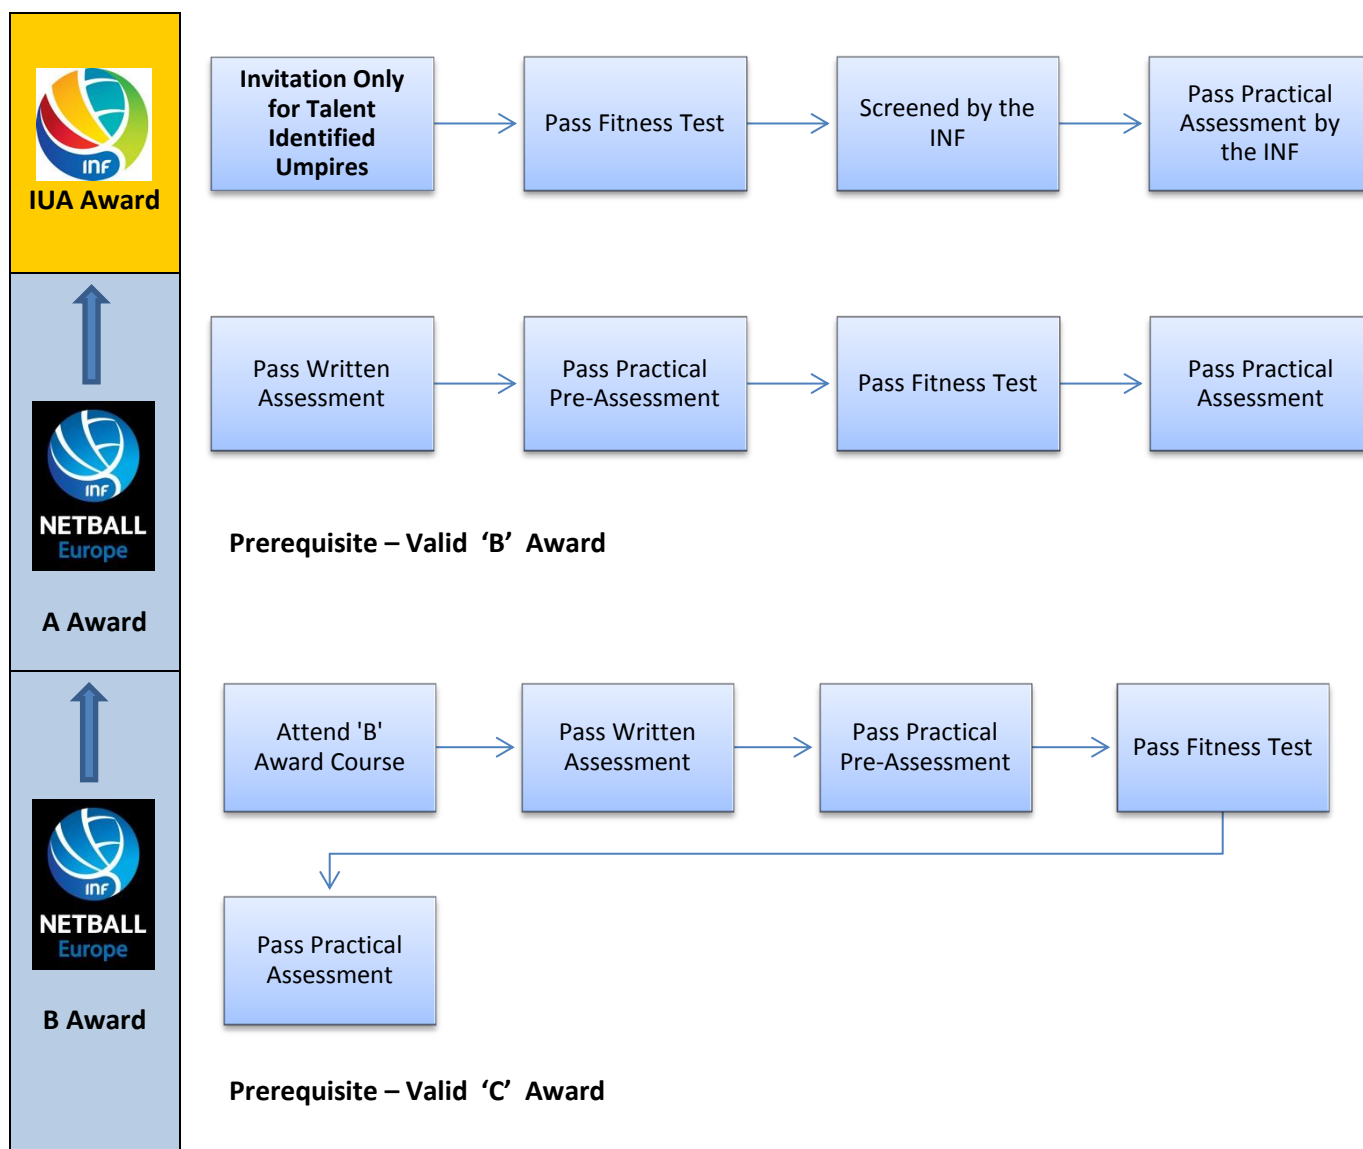 INF
IUA Award
Invitation Only
for Talent
Identified
Umpires
Pass Fitness Test
Screened by the
INF
Pass Practical
Assessment by
the INF
INF
NETBALL
Europe
A Award
Pass Written
Assessment
Pass Practical
Pre-Assessment
Pass Fitness Test
Pass Practical
Assessment
Prerequisite – Valid ‘B’ Award
INF
NETBALL
Europe
B Award
Attend 'B'
Award Course
Pass Written
Assessment
Pass Practical
Pre-Assessment
Pass Fitness Test
Pass Practical
Assessment
Prerequisite – Valid ‘C’ Award